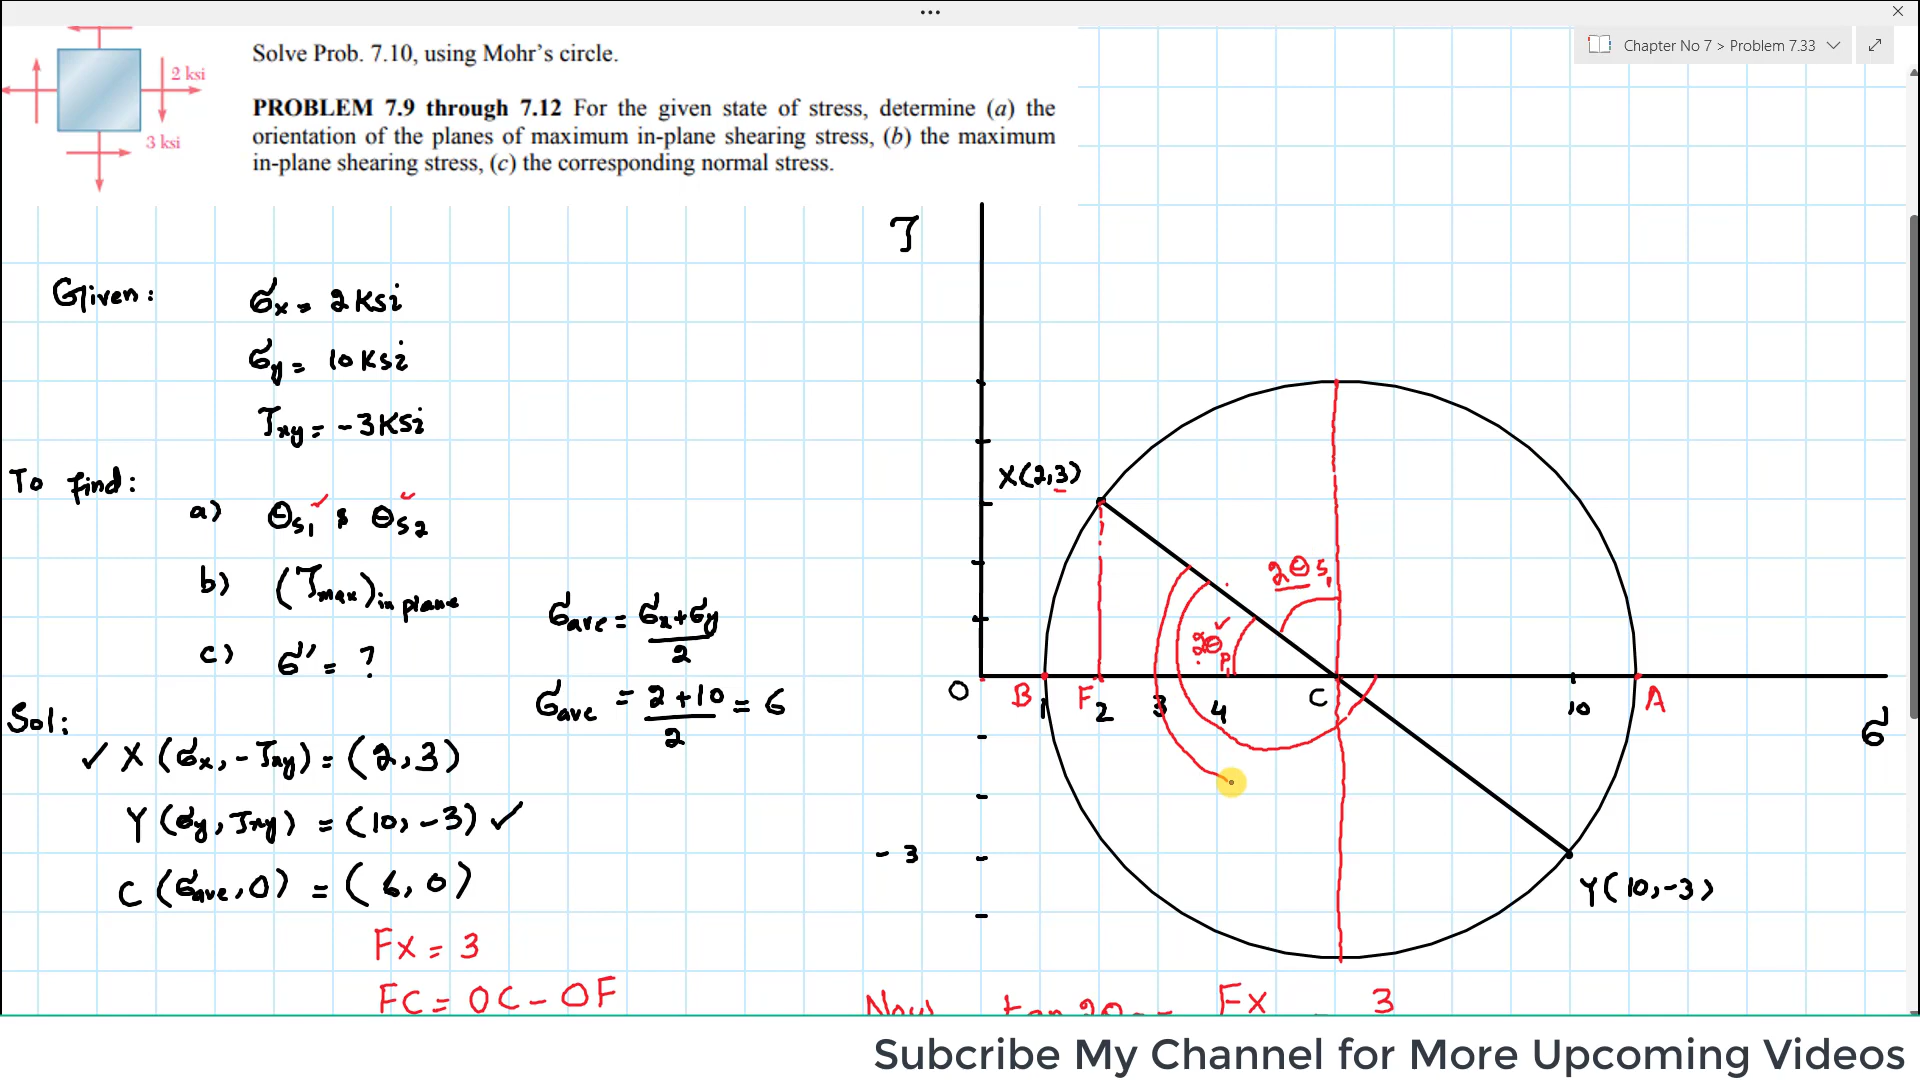 ...
Chapter No 7 > Problem 7.33
Solve Prob. 7.10, using Mohr's circle.
2 ksi
3 ksi
PROBLEM 7.9 through 7.12 For the given state of stress, determine (a) the
orientation of the planes of maximum in-plane shearing stress, (b) the maximum
in-plane shearing stress, (c) the corresponding normal stress.
Given:
σx = 2 Ksi
σy = 10 Ksi
τxy = -3 Ksi
To find:
a) θs1 & θs2
b) (τmax) in plane
c) σ' = ?
σave = σx+σy / 2
σave = 2+10 / 2 = 6
Sol:
✓ X (σx, -τxy) = (2, 3)
Y (σy, τxy) = (10, -3) ✓
C (σave, 0) = (6, 0)
FX = 3
FC = OC - OF
τ
X(2,3)
2θs1
2θp1
O
B
F
C
A
1
2
3
4
10
σ
- 3
Y(10,-3)
Now
FX
3
Subcribe My Channel for More Upcoming Videos